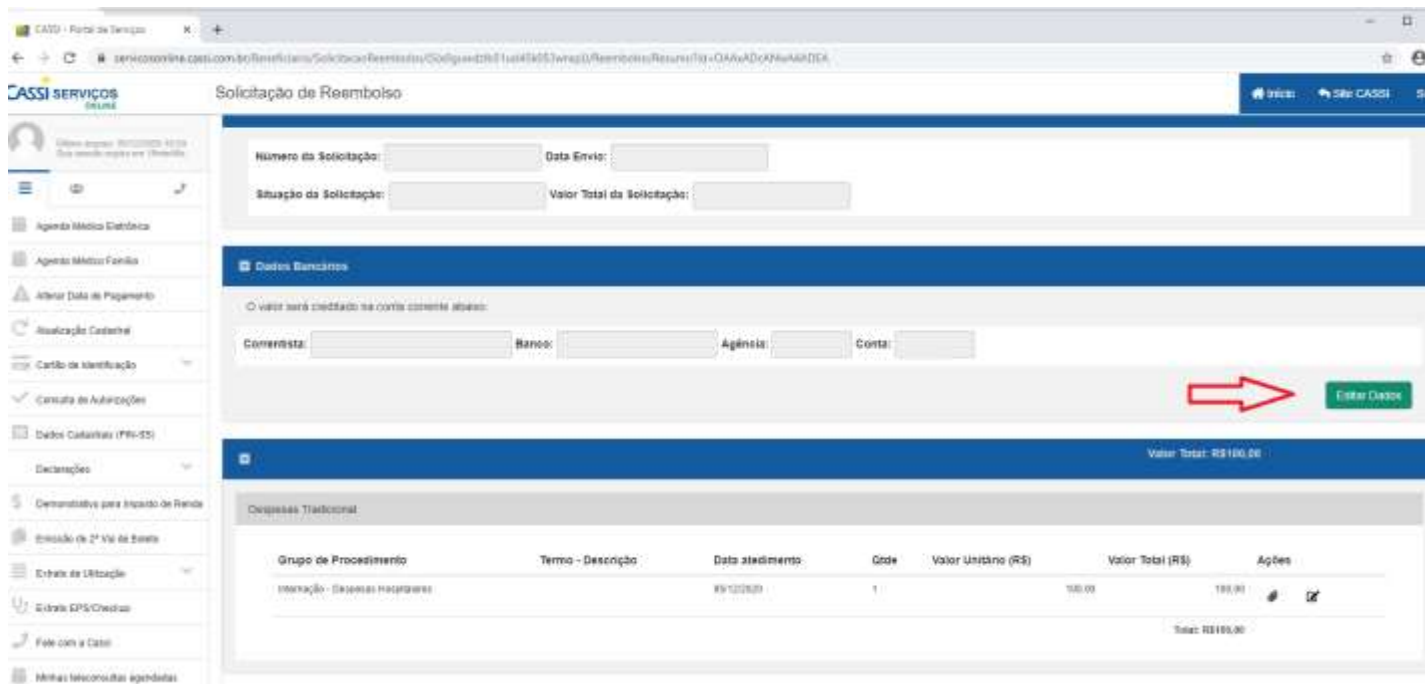 CASSI - Portal de Serviços
CASSI SERVIÇOS
ONLINE
Solicitação de Reembolso
Início
Site CASSI
Número da Solicitação:
Data Envio:
Situação da Solicitação:
Valor Total da Solicitação:
Agenda Médica Eletrônica
Agenda Médico Família
Alterar Data de Pagamento
Atualização Cadastral
Cartão de Identificação
Consulta de Autorizações
Dados Cadastrais (PIN-SS)
Declarações
Demonstrativo para Imposto de Renda
Emissão de 2ª Via de Boleto
Extrato de Utilização
Extrato EPS/Checkup
Fale com a Cassi
Minhas teleconsultas agendadas
Dados Bancários
O valor será creditado na conta corrente abaixo:
Correntista:
Banco:
Agência:
Conta:
Editar Dados
Valor Total: R$100,00
Despesas Tradicional
Grupo de Procedimento Termo - Descrição Data atedimento Qtde Valor Unitário (R$) Valor Total (R$) Ações
Internação - Despesas Hospitalares 05/12/2020 1 100,00 100,00
Total: R$100,00